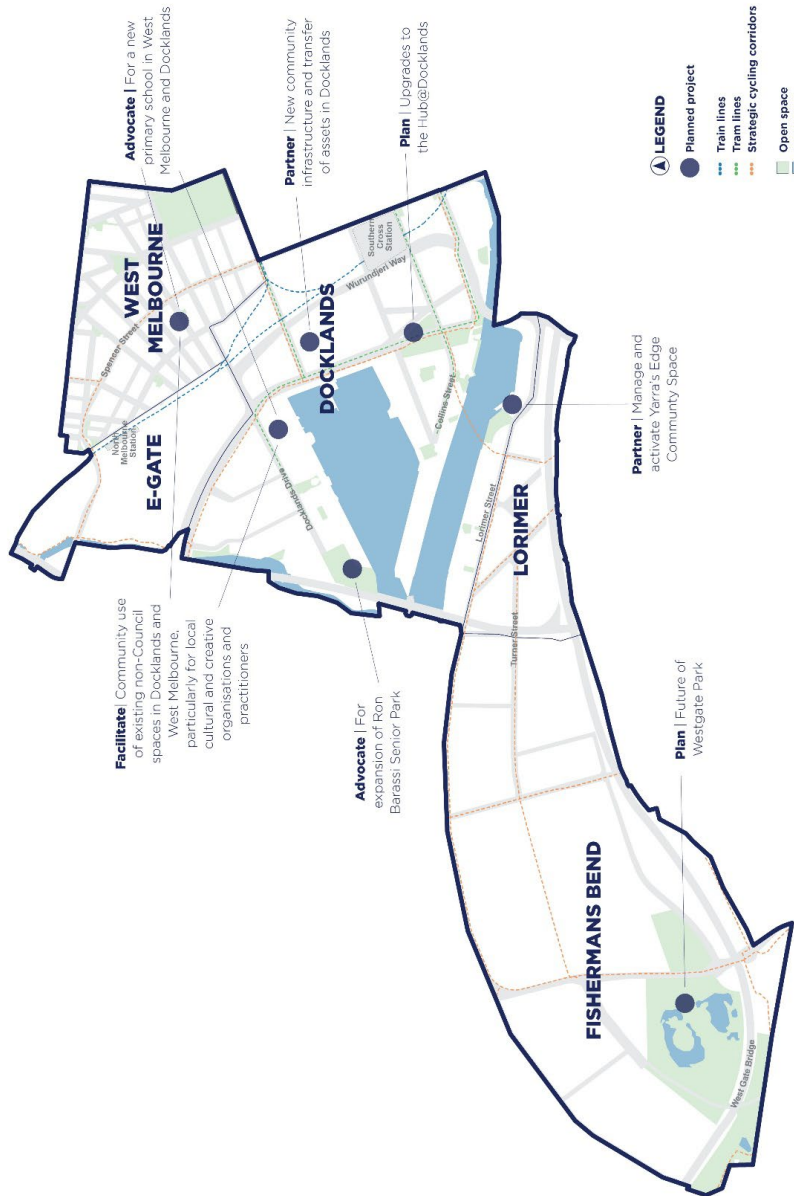 Advocate | For a new
primary school in West
Melbourne and Docklands
Partner | New community
infrastructure and transfer
of assets in Docklands
Plan | Upgrades to
the Hub@Docklands
Facilitate | Community use
of existing non-Council
spaces in Docklands and
West Melbourne,
particularly for local
cultural and creative
organisations and
practitioners
Advocate | For
expansion of Ron
Barassi Senior Park
Partner | Manage and
activate Yarra's Edge
Community Space
Plan | Future of
Westgate Park
WEST
MELBOURNE
E-GATE
DOCKLANDS
LORIMER
FISHERMANS BEND
Spencer Street
North
Melbourne
Station
Southern
Cross
Station
Wurundjeri Way
Docklands Drive
Collins Street
Lorimer Street
Turner Street
West Gate Bridge
LEGEND
Planned project
Train lines
Tram lines
Strategic cycling corridors
Open space